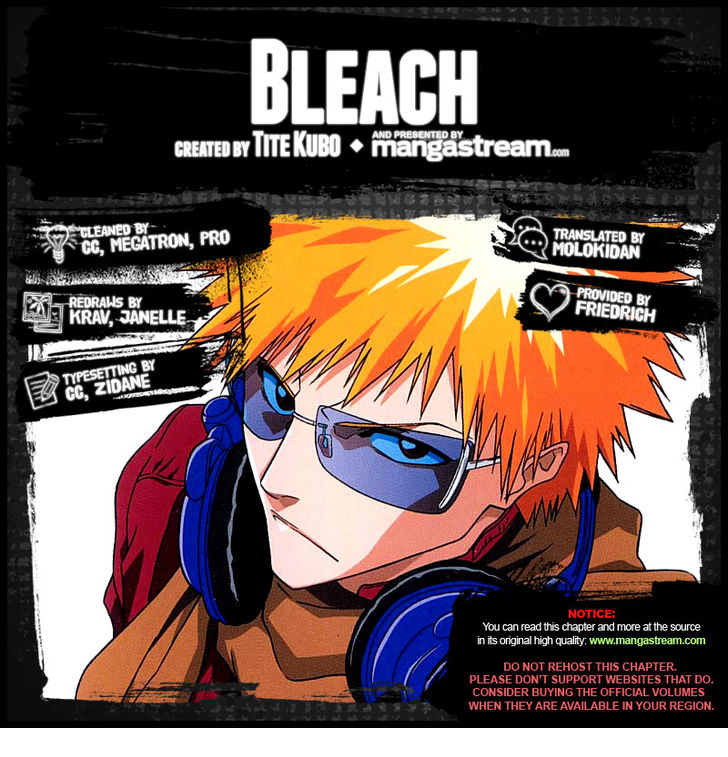 BLEACH
CREATED BY TITE KUBO ◆ AND PRESENTED BY mangastream.com
CLEANED BY
CC, MEGATRON, PRO
REDRAWS BY
KRAV, JANELLE
TYPESETTING BY
CC, ZIDANE
TRANSLATED BY
MOLOKIDAN
PROVIDED BY
FRIEDRICH
NOTICE:
You can read this chapter and more at the source
in its original high quality: www.mangastream.com
DO NOT REHOST THIS CHAPTER.
PLEASE DON'T SUPPORT WEBSITES THAT DO.
CONSIDER BUYING THE OFFICIAL VOLUMES
WHEN THEY ARE AVAILABLE IN YOUR REGION.